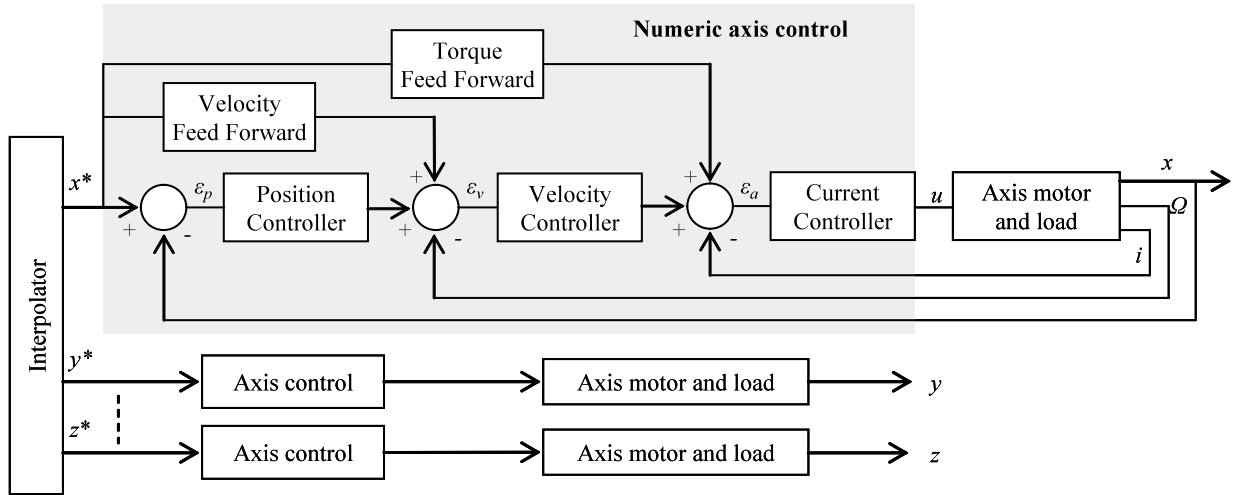 Numeric axis control
Torque
Feed Forward
Velocity
Feed Forward
Interpolator
x*
+
-
εp
Position
Controller
+
+
-
εv
Velocity
Controller
+
+
-
εa
Current
Controller
u
Axis motor
and load
x
Ω
i
y*
Axis control
Axis motor and load
y
z*
Axis control
Axis motor and load
z